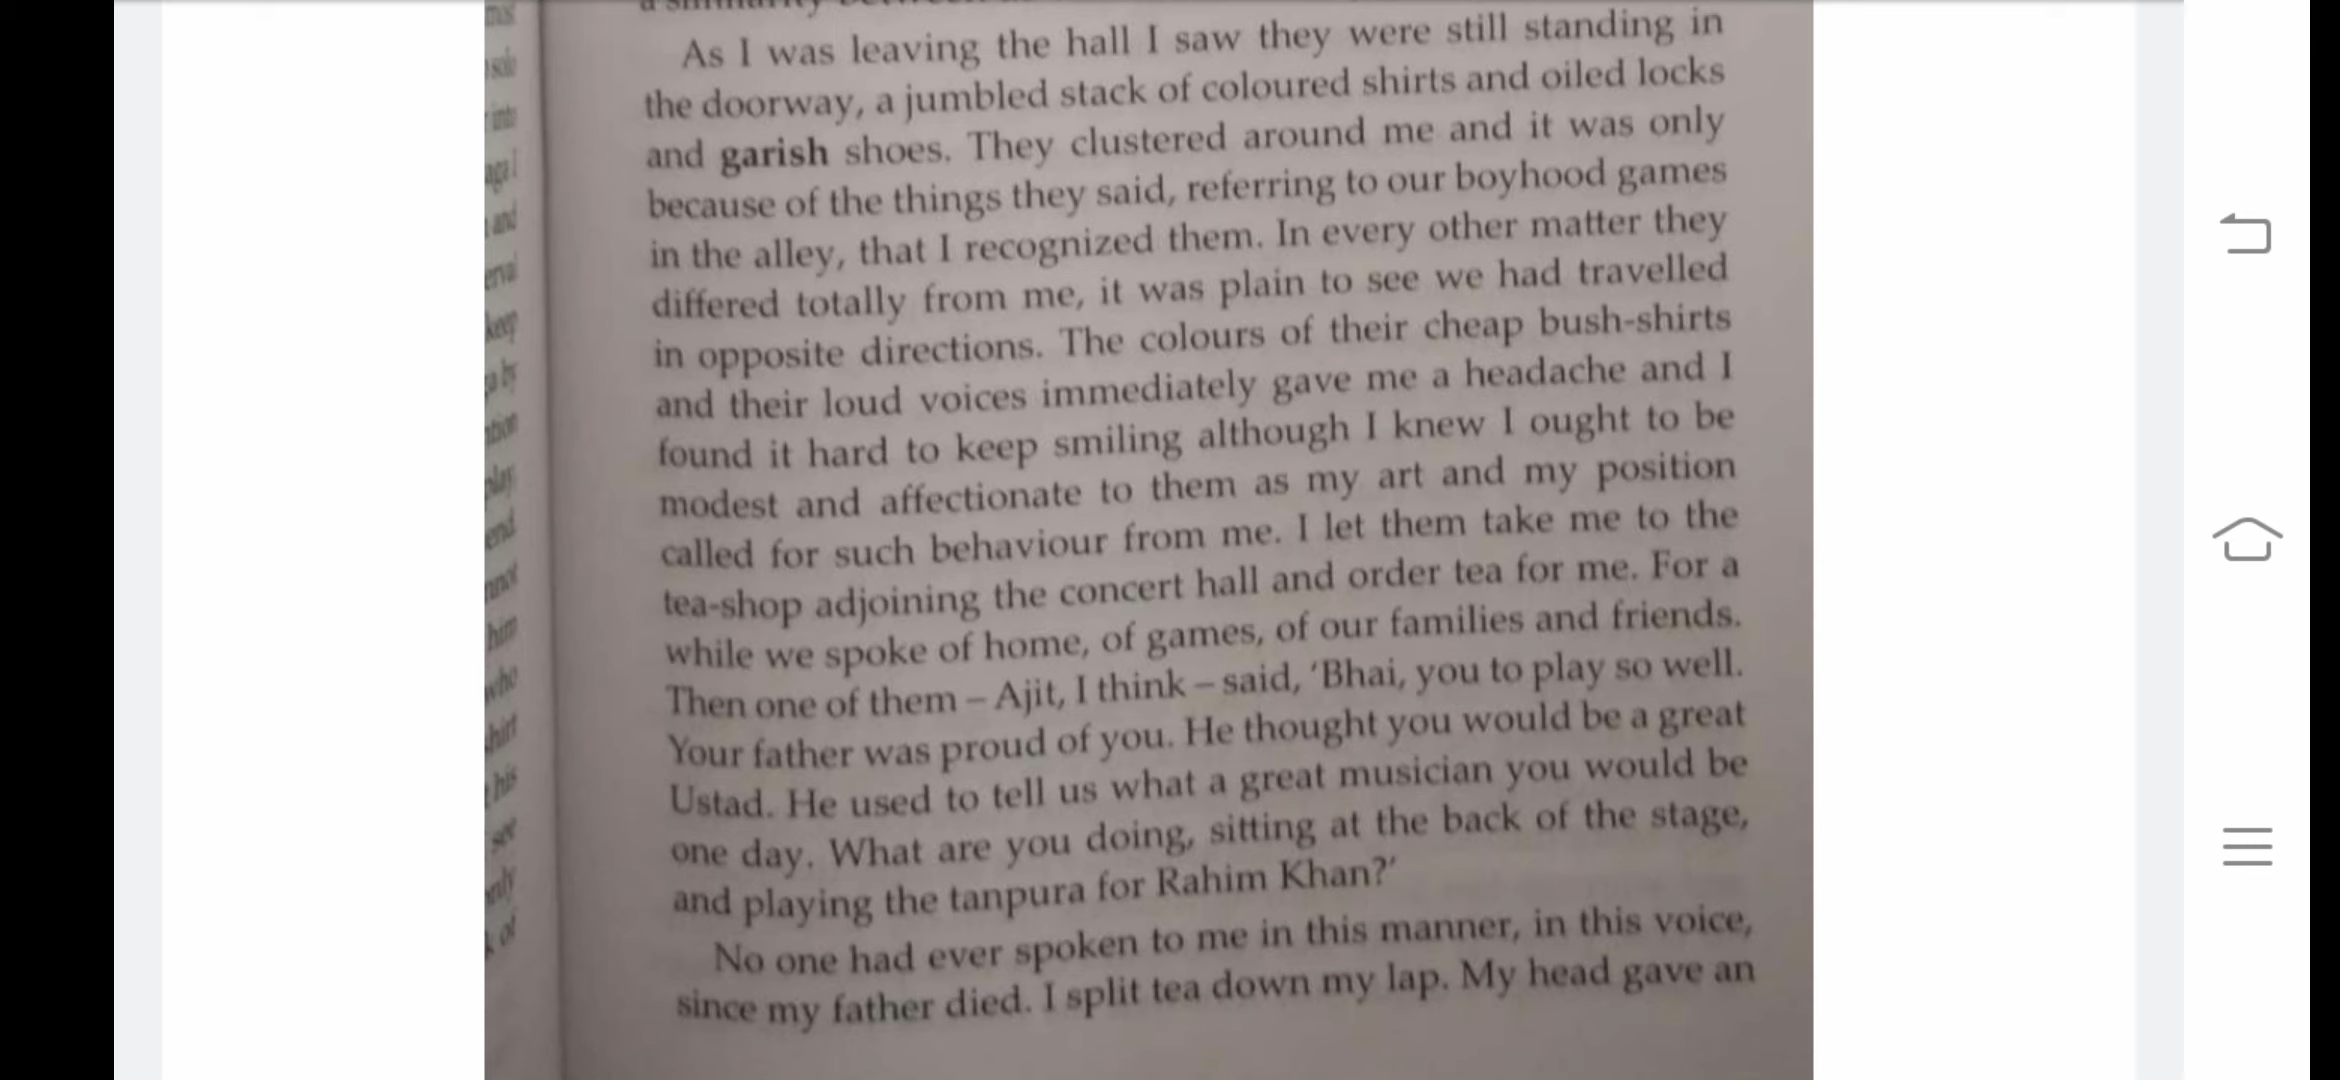 As I was leaving the hall I saw they were still standing in
the doorway, a jumbled stack of coloured shirts and oiled locks
and garish shoes. They clustered around me and it was only
because of the things they said, referring to our boyhood games
in the alley, that I recognized them. In every other matter they
differed totally from me, it was plain to see we had travelled
in opposite directions. The colours of their cheap bush-shirts
and their loud voices immediately gave me a headache and I
found it hard to keep smiling although I knew I ought to be
modest and affectionate to them as my art and my position
called for such behaviour from me. I let them take me to the
tea-shop adjoining the concert hall and order tea for me. For a
while we spoke of home, of games, of our families and friends.
Then one of them – Ajit, I think – said, 'Bhai, you to play so well.
Your father was proud of you. He thought you would be a great
Ustad. He used to tell us what a great musician you would be
one day. What are you doing, sitting at the back of the stage,
and playing the tanpura for Rahim Khan?'
No one had ever spoken to me in this manner, in this voice,
since my father died. I split tea down my lap. My head gave an